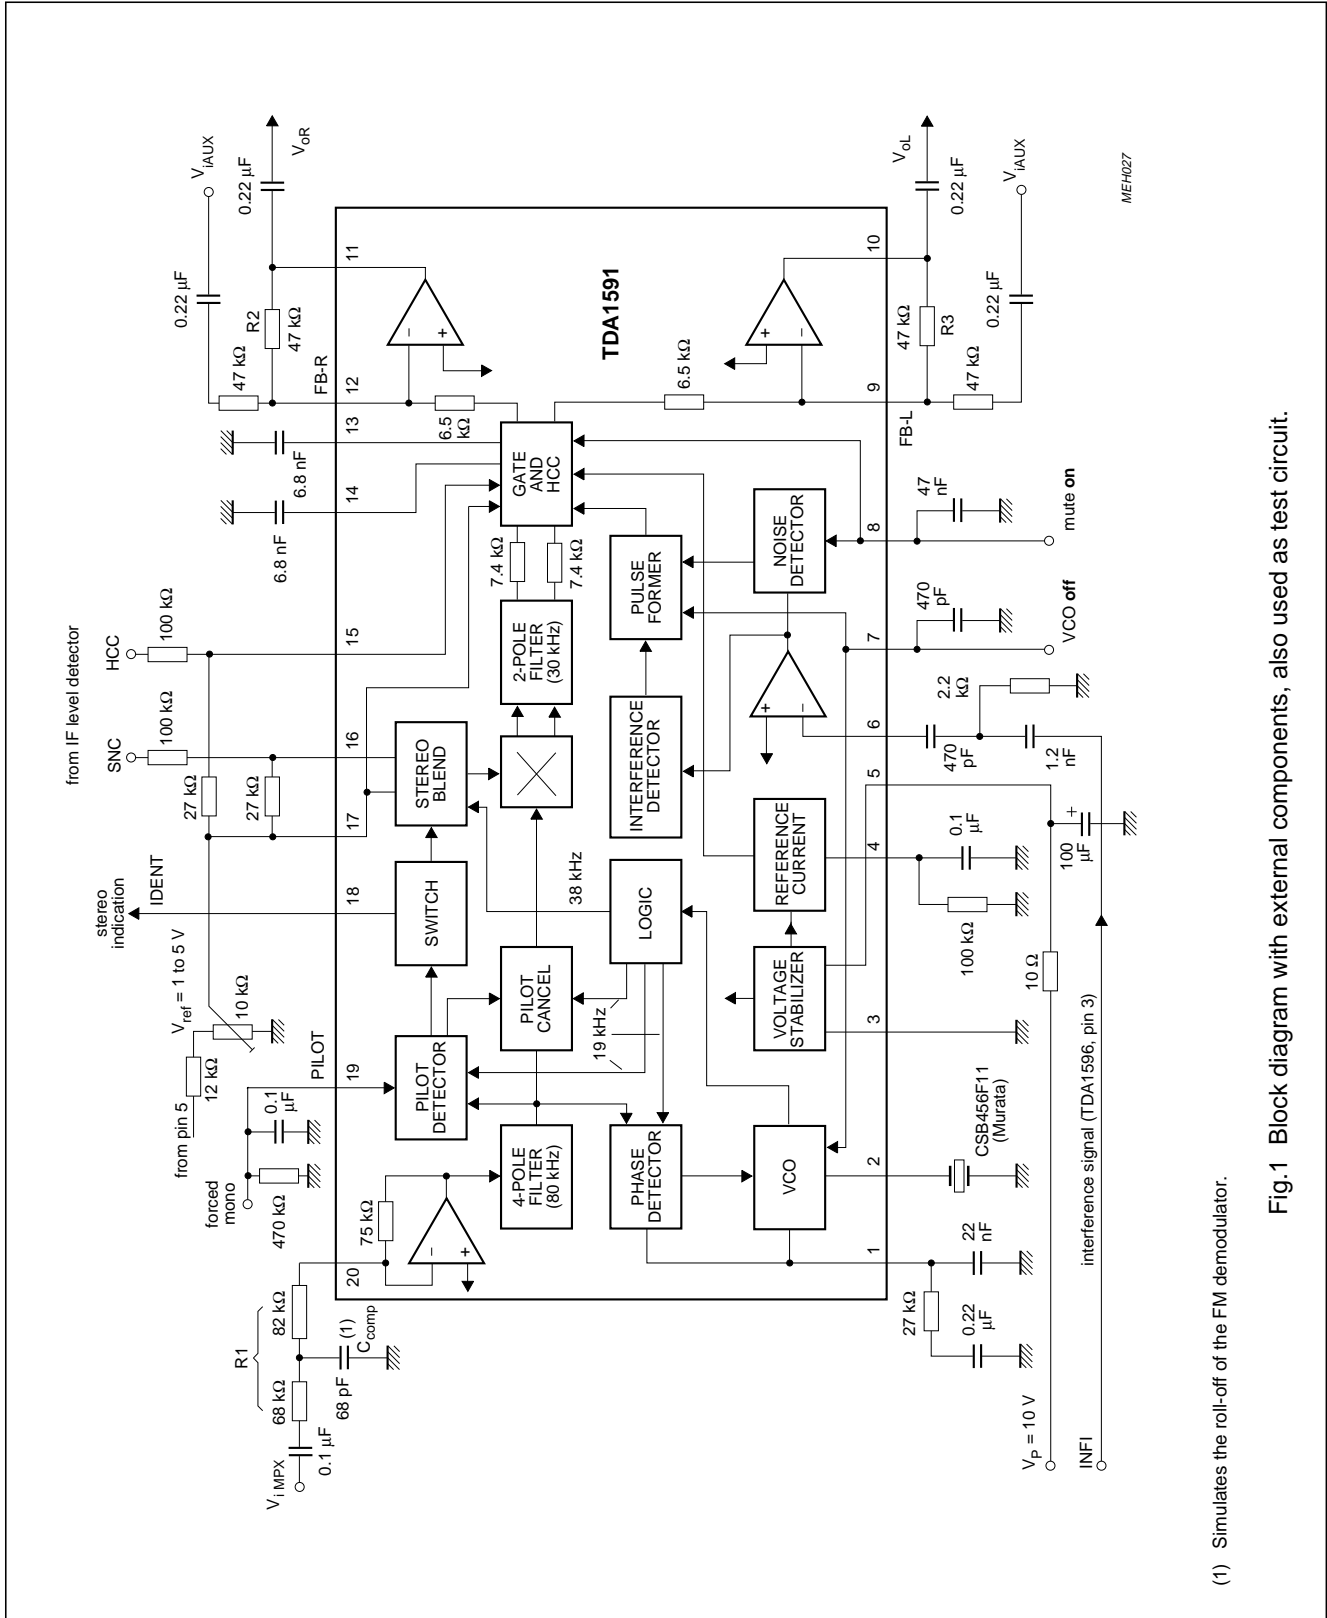 from IF level detector
stereo
indication
IDENT
SNC
HCC
100 kΩ
100 kΩ
27 kΩ
27 kΩ
V_ref = 1 to 5 V
10 kΩ
12 kΩ
from pin 5
PILOT
0.1
μF
470 kΩ
forced
mono
R1
82 kΩ
68 kΩ
0.1 μF
V_i MPX
68 pF
(1)
C_comp
6.8 nF
6.8 nF
FB-R
47 kΩ
R2
47 kΩ
0.22 μF
V_iAUX
0.22 μF
V_oR
20
19
18
17
16
15
14
13
12
11
75 kΩ
4-POLE
FILTER
(80 kHz)
PILOT
DETECTOR
PILOT
CANCEL
SWITCH
STEREO
BLEND
2-POLE
FILTER
(30 kHz)
7.4 kΩ
7.4 kΩ
GATE
AND
HCC
6.5
kΩ
6.5 kΩ
TDA1591
19 kHz
38 kHz
PHASE
DETECTOR
LOGIC
INTERFERENCE
DETECTOR
PULSE
FORMER
VCO
VOLTAGE
STABILIZER
REFERENCE
CURRENT
NOISE
DETECTOR
+
−
+
−
+
−
+
−
1
2
3
4
5
6
7
8
9
10
27 kΩ
0.22
μF
22
nF
CSB456F11
(Murata)
100 kΩ
0.1
μF
10 Ω
100
μF
+
470
pF
1.2
nF
2.2
kΩ
470
pF
VCO off
47
nF
mute on
FB-L
47 kΩ
R3
47 kΩ
0.22 μF
V_oL
0.22 μF
V_iAUX
V_P = 10 V
INFI
interference signal (TDA1596, pin 3)
MEH027
(1) Simulates the roll-off of the FM demodulator.
Fig.1 Block diagram with external components, also used as test circuit.